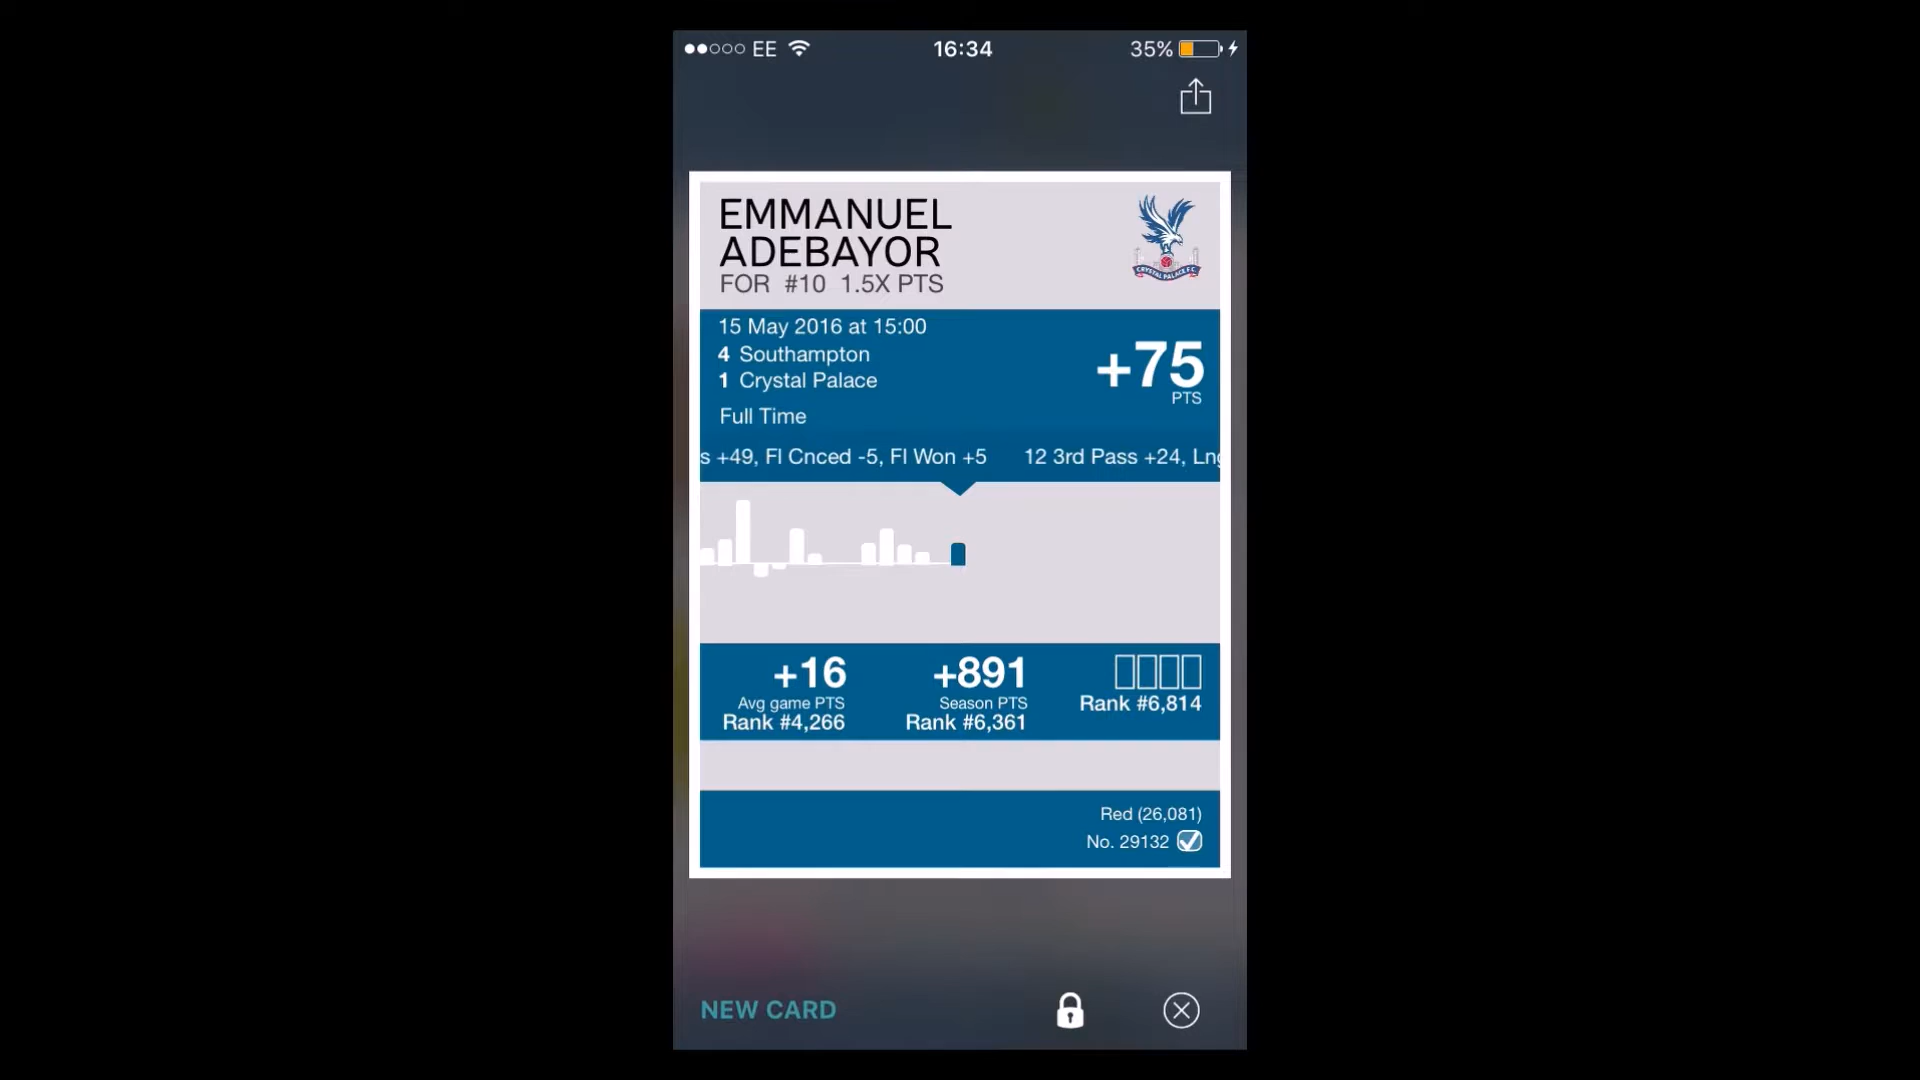 EE 16:34 35%
EMMANUEL
ADEBAYOR
FOR #10 1.5X PTS
CRYSTAL PALACE F.C.
15 May 2016 at 15:00
4 Southampton
1 Crystal Palace
+75
PTS
Full Time
s +49, Fl Cnced -5, Fl Won +5 12 3rd Pass +24, Lng
+16 +891
Avg game PTS Season PTS
Rank #4,266 Rank #6,361 Rank #6,814
Red (26,081)
No. 29132
NEW CARD